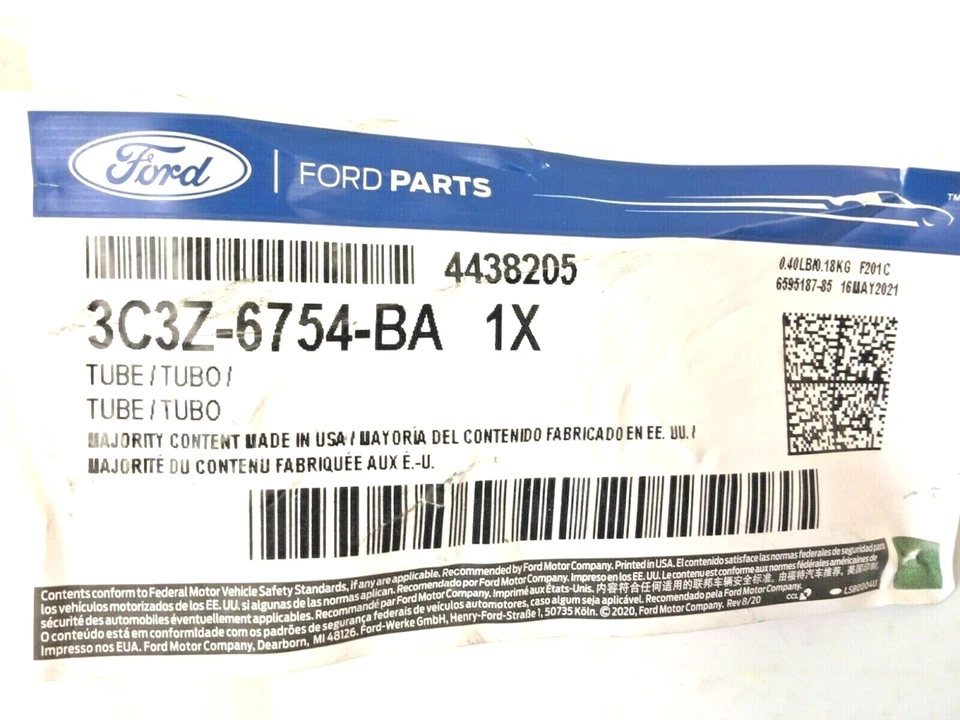 Ford | FORD PARTS
TM
4438205
0.40LB/0.18KG F201C
6595187-85 16MAY2021
3C3Z-6754-BA 1X
TUBE / TUBO /
TUBE / TUBO
MAJORITY CONTENT MADE IN USA / MAYORÍA DEL CONTENIDO FABRICADO EN EE. UU. /
MAJORITÉ DU CONTENU FABRIQUÉE AUX É.-U.
Contents conform to Federal Motor Vehicle Safety Standards, if any are applicable. Recommended by Ford Motor Company. Printed in USA. El contenido satisface las normas federales de seguridad para
los vehículos motorizados de los EE. UU. si algunas de las normas aplican. Recomendado por Ford Motor Company. Impreso en los EE. UU. Le contenu est conforme aux normes fédérales américaines de
sécurité des automobiles éventuellement applicables. Recommandé par Ford Motor Company. Imprimé aux États-Unis. 内容符合任何适用的联邦车辆安全标准，由福特汽车推荐，美国印刷.
O conteúdo está em conformidade com os padrões de segurança federal de veículos automotores, caso algum seja aplicável. Recomendado pela Ford Motor Company.
Impresso nos EUA. Ford Motor Company, Dearborn, MI 48126. Ford-Werke GmbH, Henry-Ford-Straße 1, 50735 Köln. © 2020, Ford Motor Company. Rev 8/20
CCL
LSB0004U